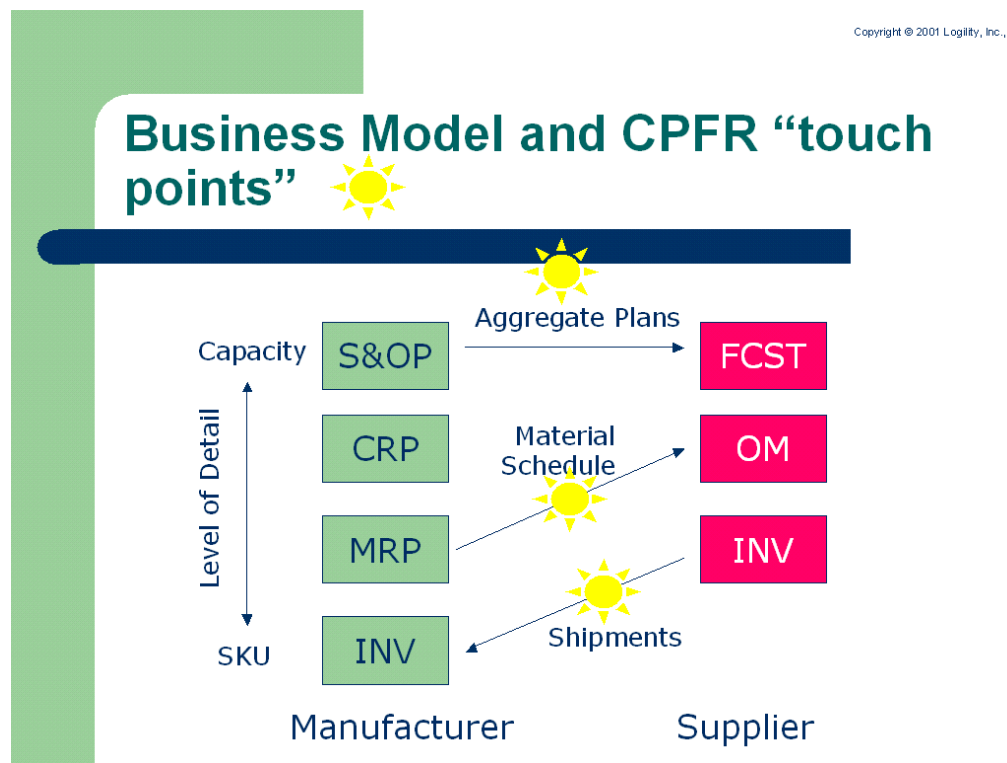 Copyright © 2001 Logility, Inc.,
Business Model and CPFR “touch
points”
Aggregate Plans
Capacity
S&OP
FCST
Level of Detail
CRP
Material
Schedule
OM
MRP
INV
SKU
INV
Shipments
Manufacturer
Supplier